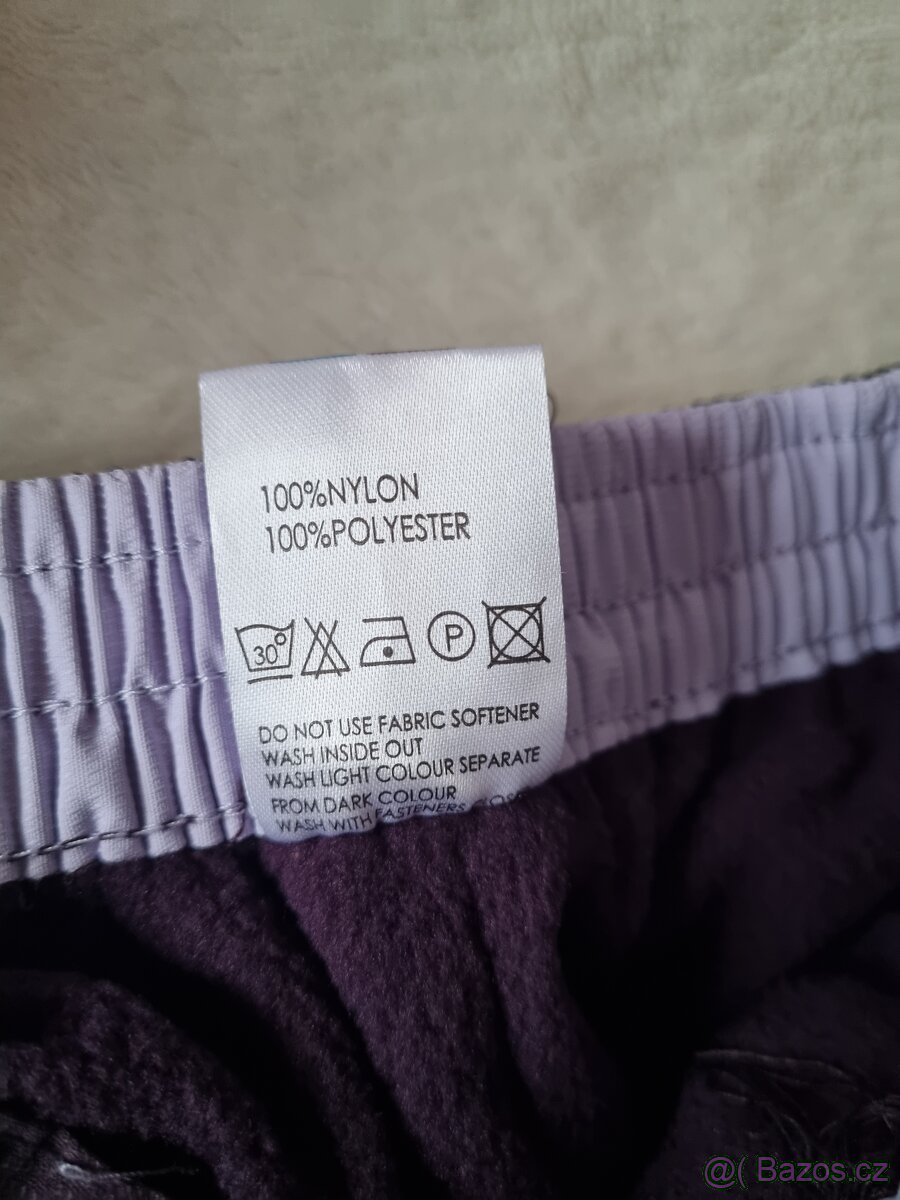 100%NYLON
100%POLYESTER
30°
P
DO NOT USE FABRIC SOFTENER
WASH INSIDE OUT
WASH LIGHT COLOUR SEPARATE
FROM DARK COLOUR
WASH WITH FASTENERS
@( Bazos.cz